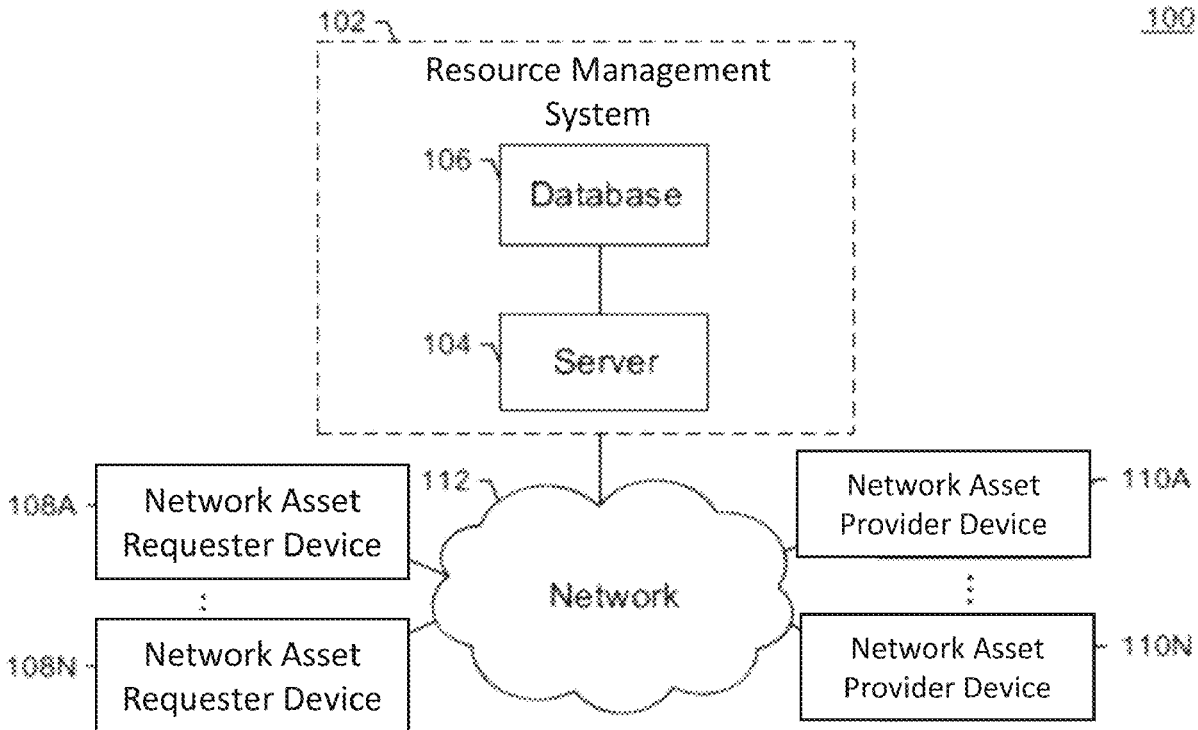 102
100
Resource Management
System
106
Database
104
Server
112
108A
Network Asset
Requester Device
Network Asset
Provider Device
110A
Network
108N
Network Asset
Requester Device
Network Asset
Provider Device
110N